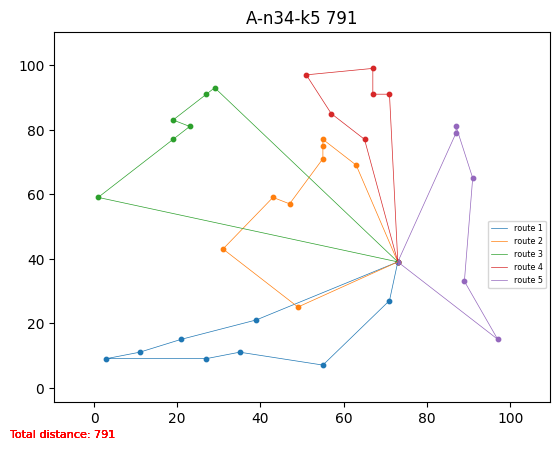 A-n34-k5 791
100
80
60
40
20
0
route 1
route 2
route 3
route 4
route 5
0 20 40 60 80 100
Total distance: 791